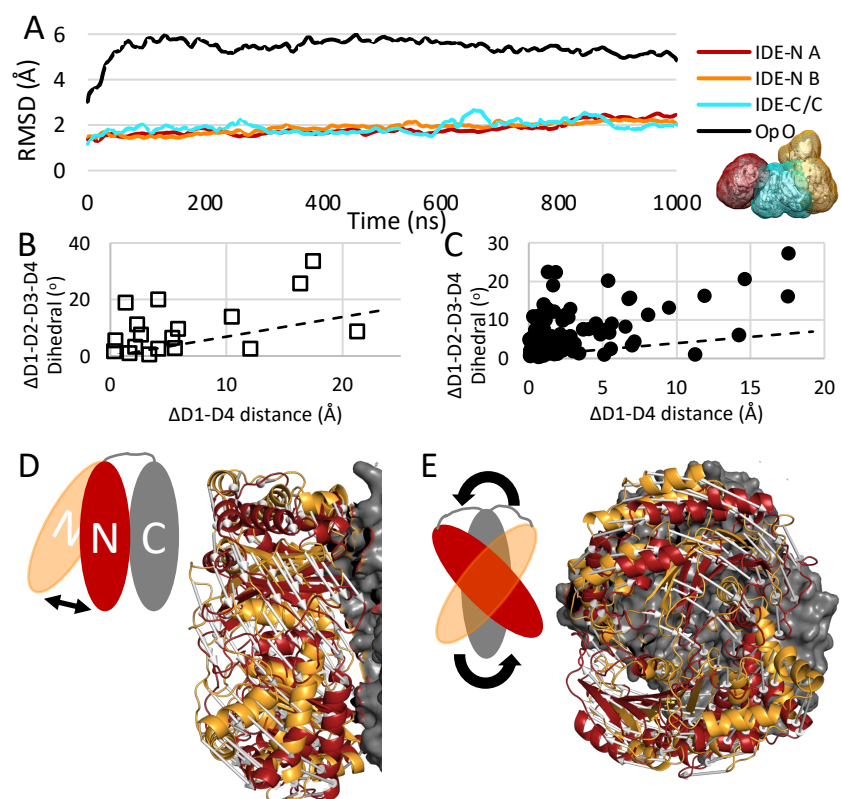 A
RMSD (Å)
6
4
2
0
0
200
400
600
800
1000
Time (ns)
IDE-N A
IDE-N B
IDE-C/C
OpO
B
ΔD1-D2-D3-D4
Dihedral (°)
40
20
0
0
10
20
ΔD1-D4 distance (Å)
C
ΔD1-D2-D3-D4
Dihedral (°)
30
20
10
0
0
5
10
15
20
ΔD1-D4 distance (Å)
D
N
N
C
E